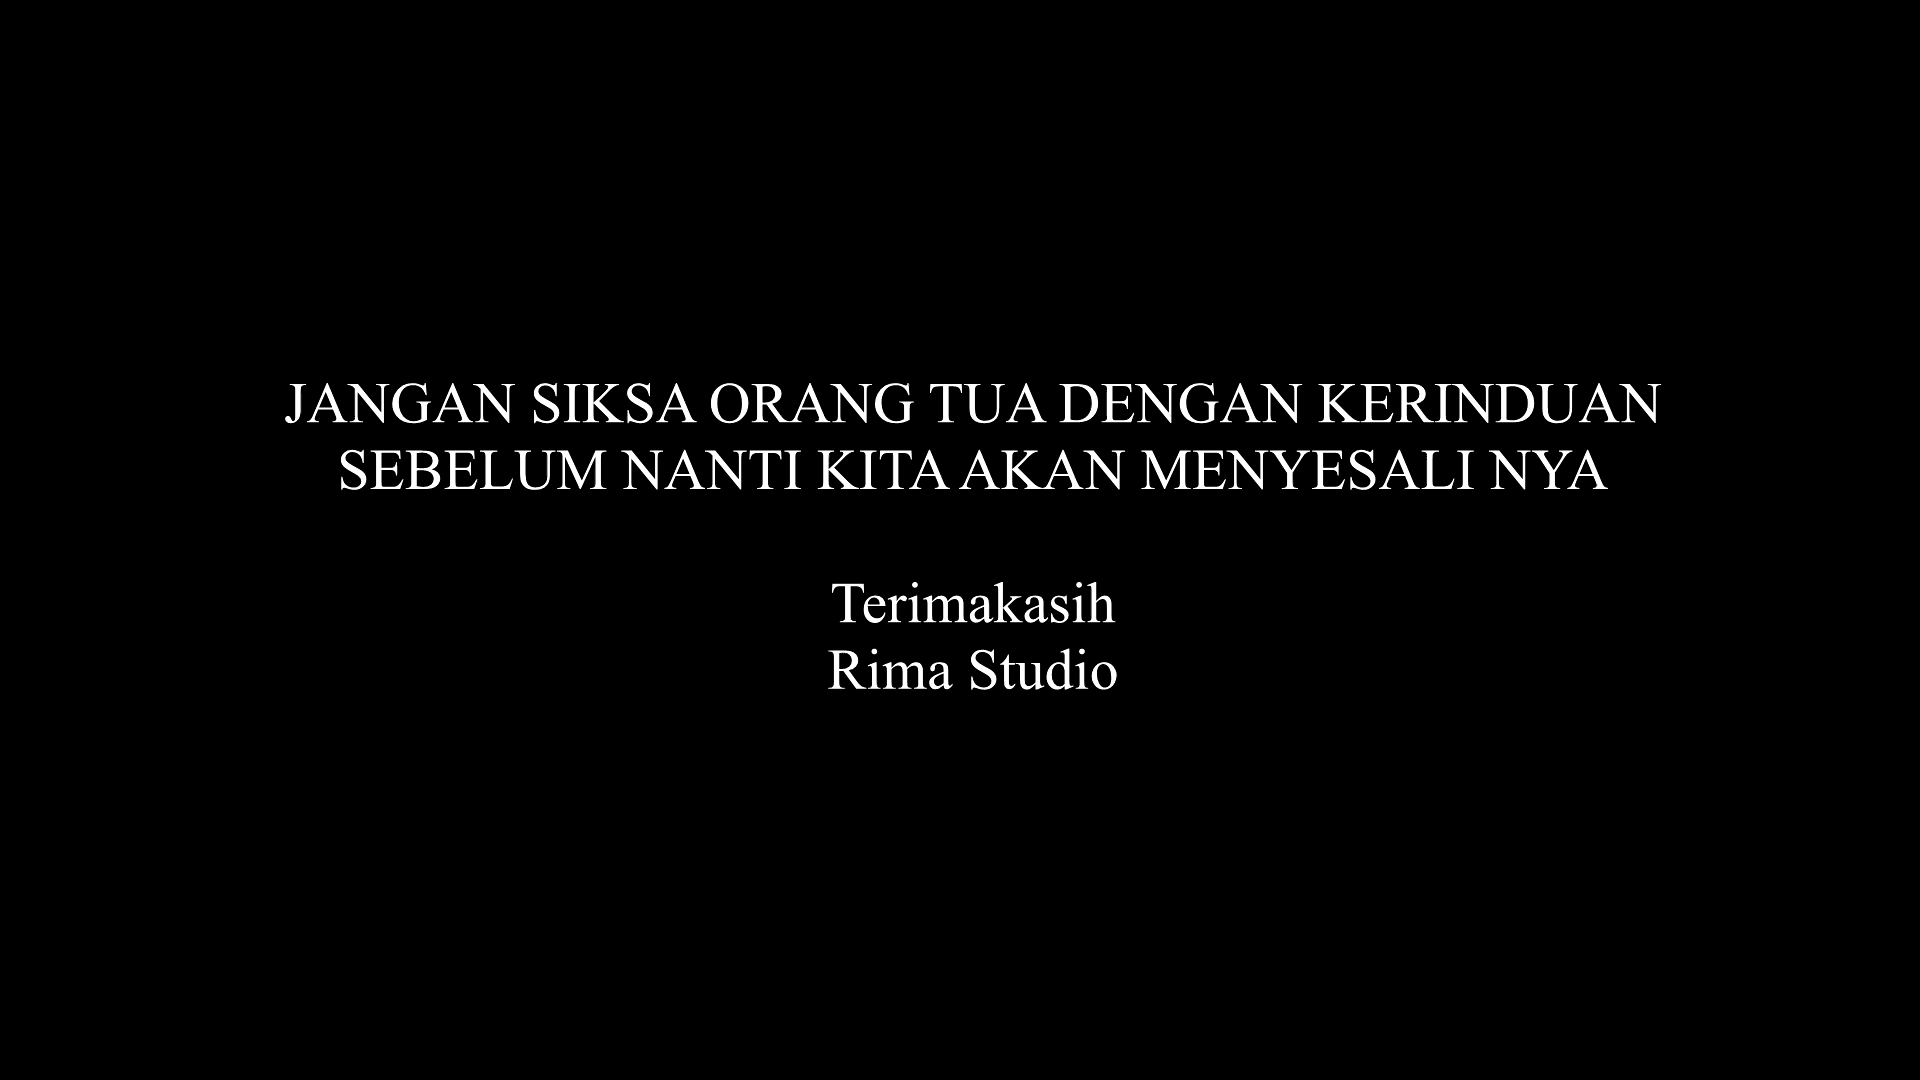 JANGAN SIKSA ORANG TUA DENGAN KERINDUAN
SEBELUM NANTI KITA AKAN MENYESALI NYA
Terimakasih
Rima Studio